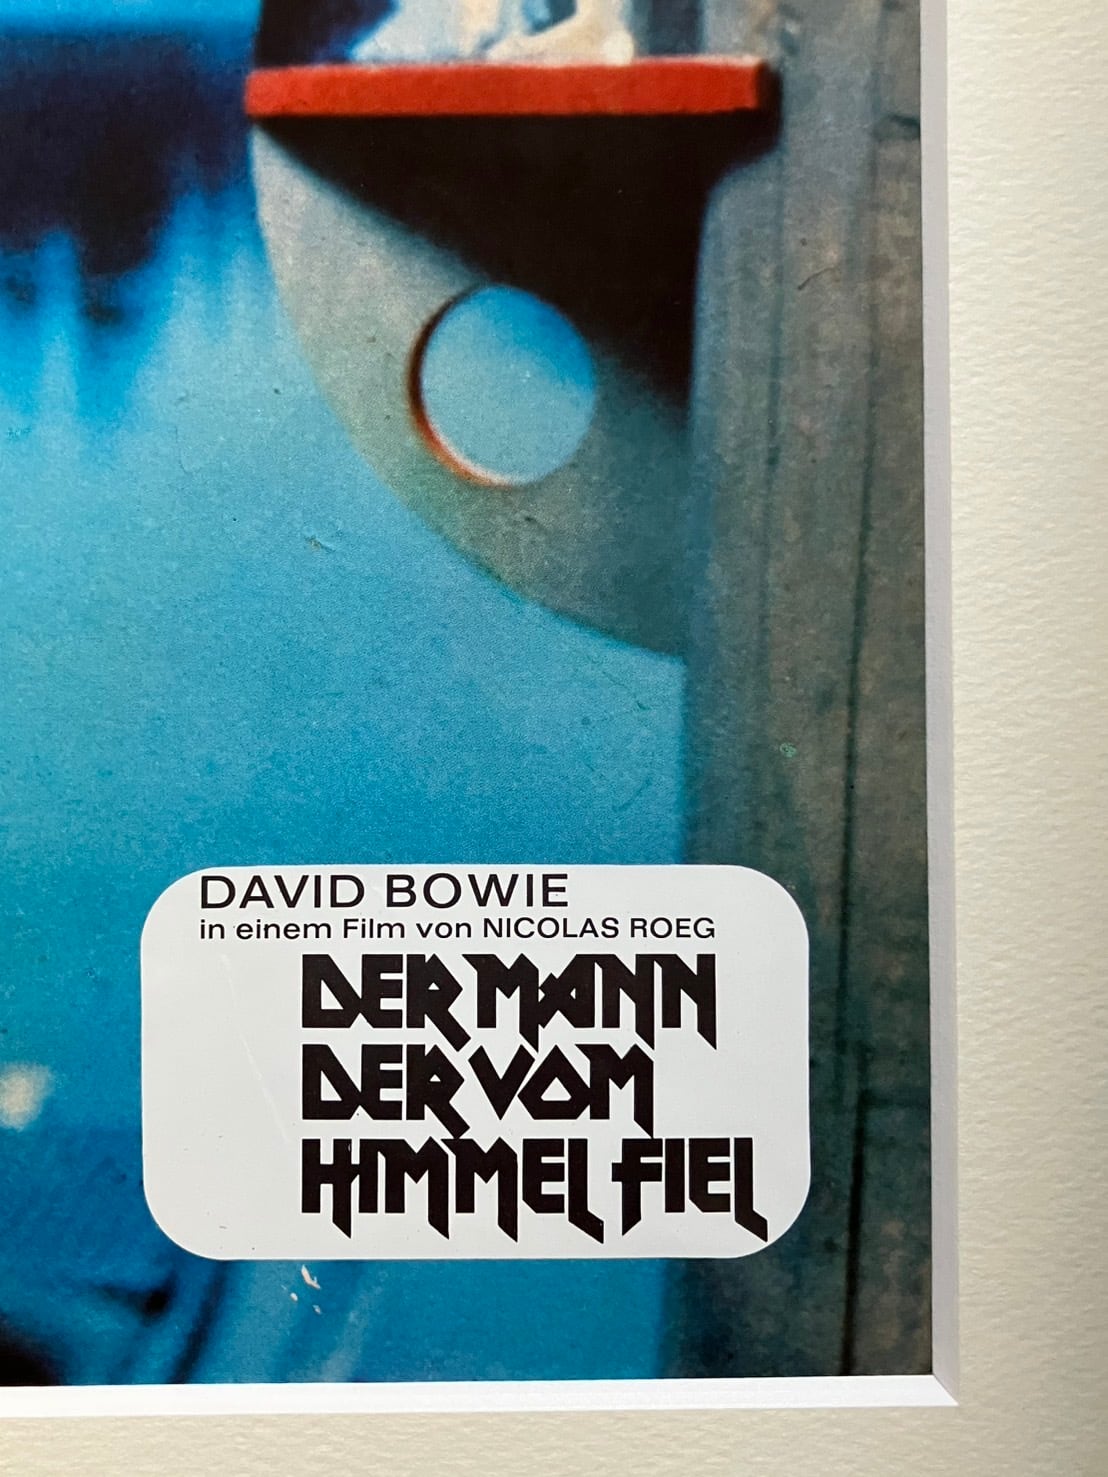 DAVID BOWIE
in einem Film von NICOLAS ROEG
DER MANN
DER VOM
HIMMEL FIEL